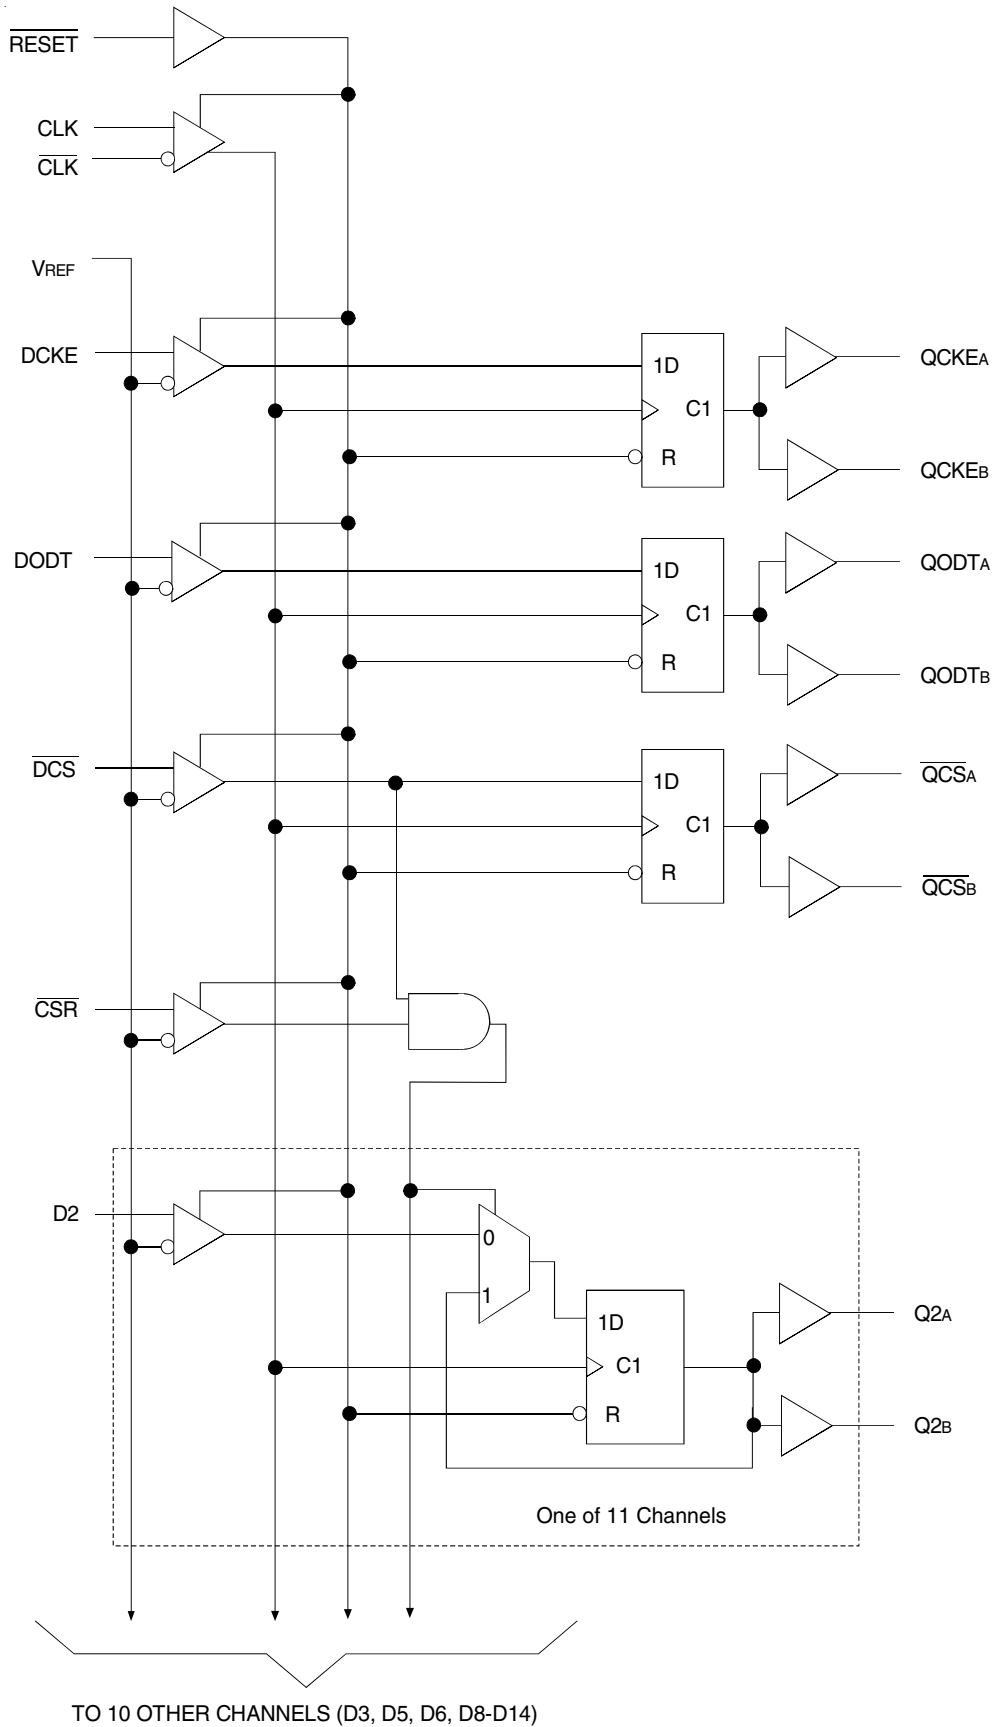 RESET
CLK
CLK
VREF
DCKE
1D
C1
R
QCKEA
QCKEB
DODT
1D
C1
R
QODTA
QODTB
DCS
1D
C1
R
QCSA
QCSB
CSR
D2
0
1
1D
C1
R
Q2A
Q2B
One of 11 Channels
TO 10 OTHER CHANNELS (D3, D5, D6, D8-D14)